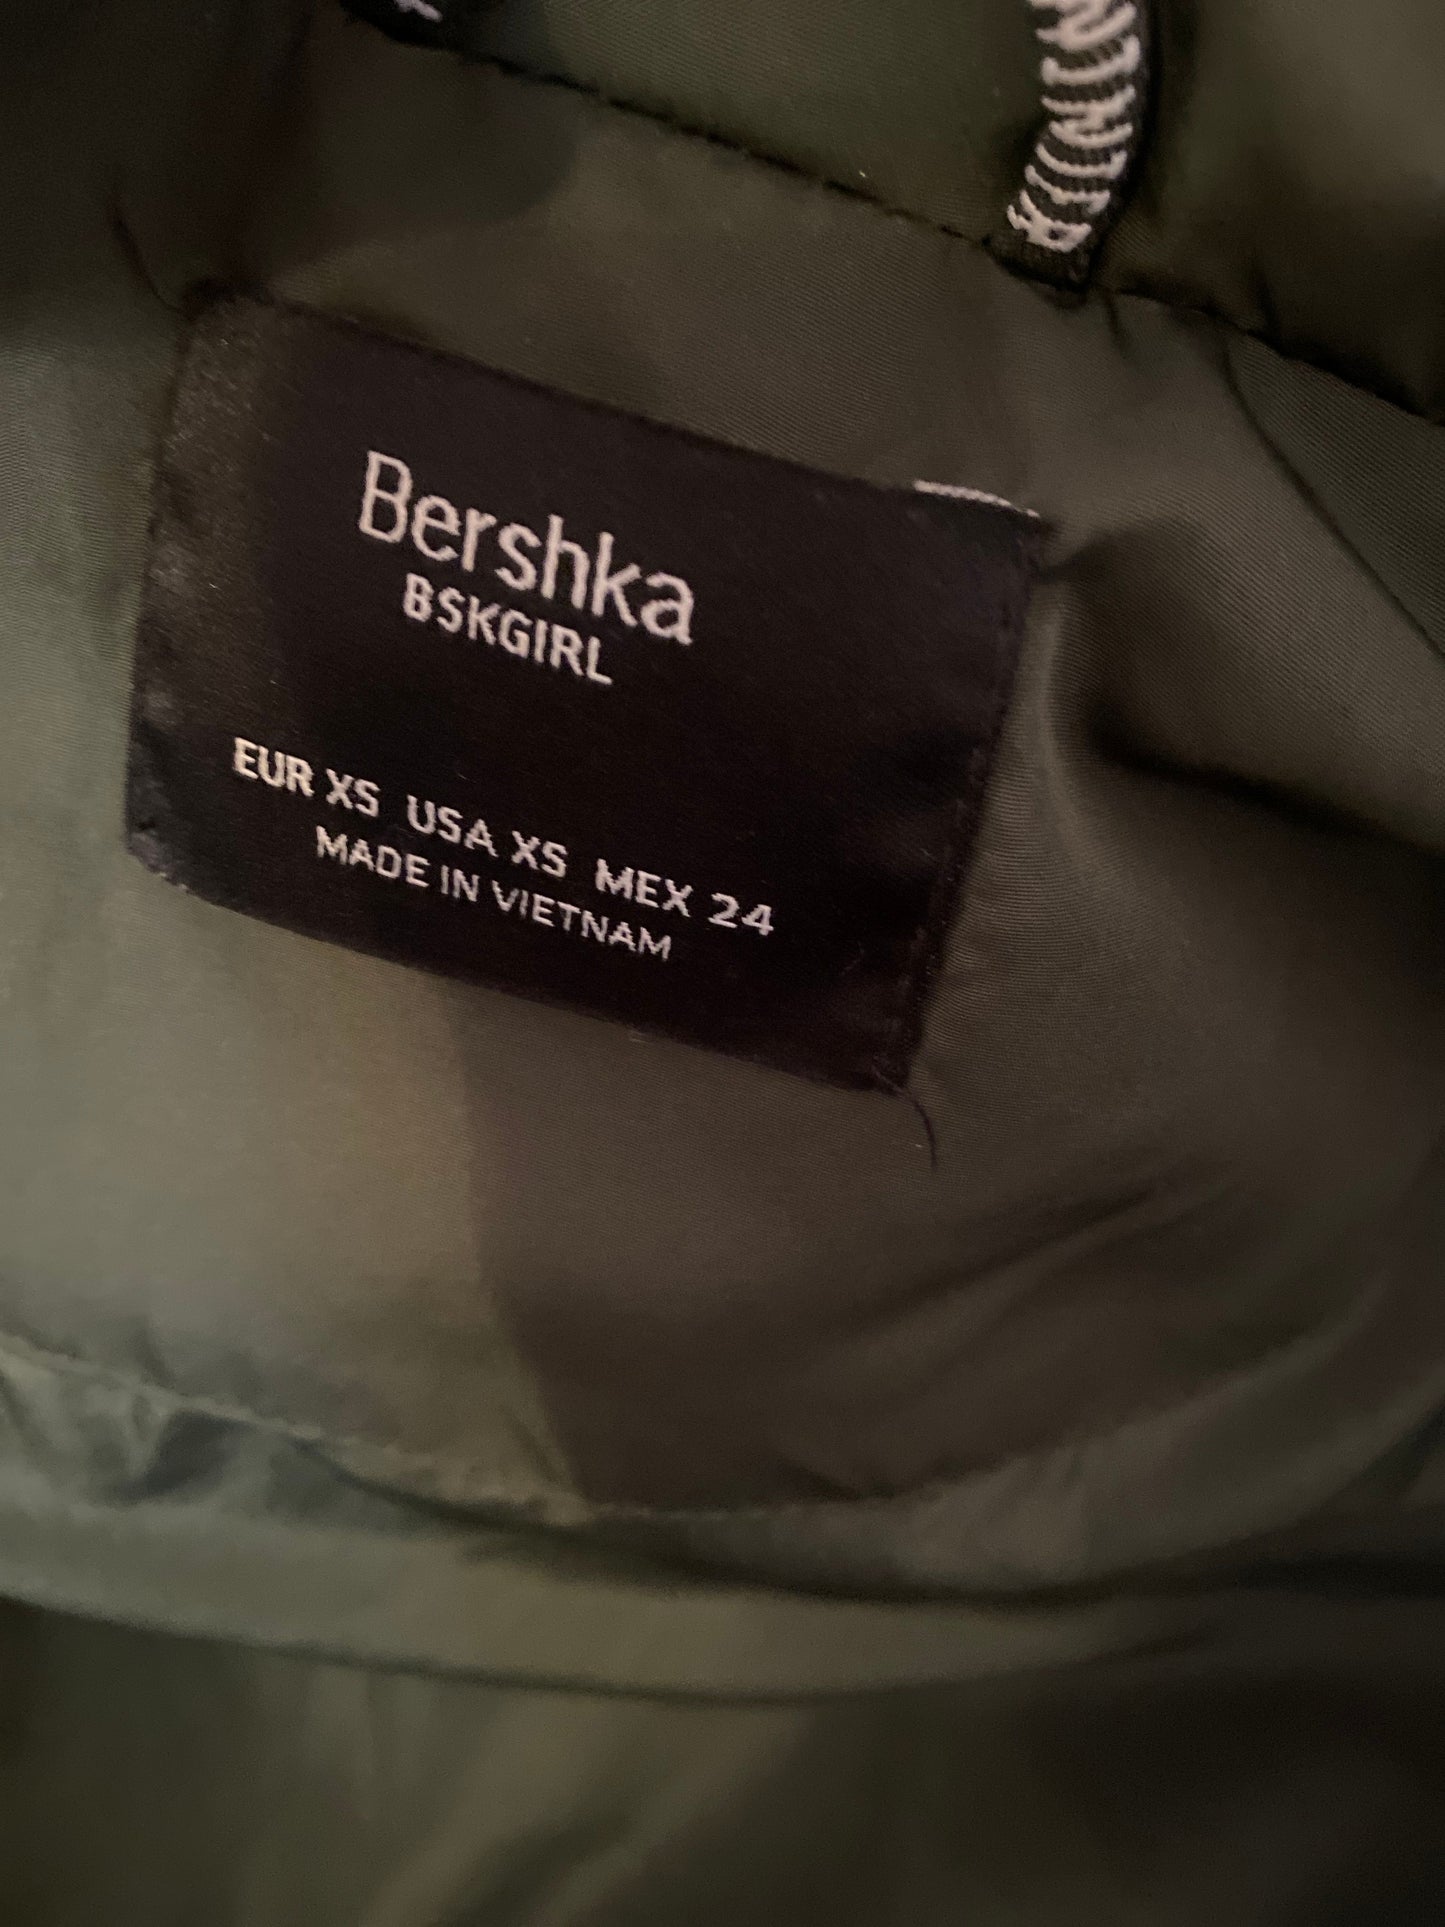 Bershka
BSKGIRL
EUR XS USA XS MEX 24
MADE IN VIETNAM